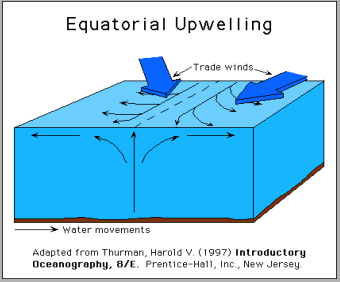 Equatorial Upwelling
Trade winds
Water movements
Adapted from Thurman, Harold V. (1997) Introductory
Oceanography, 8/E. Prentice-Hall, Inc., New Jersey.